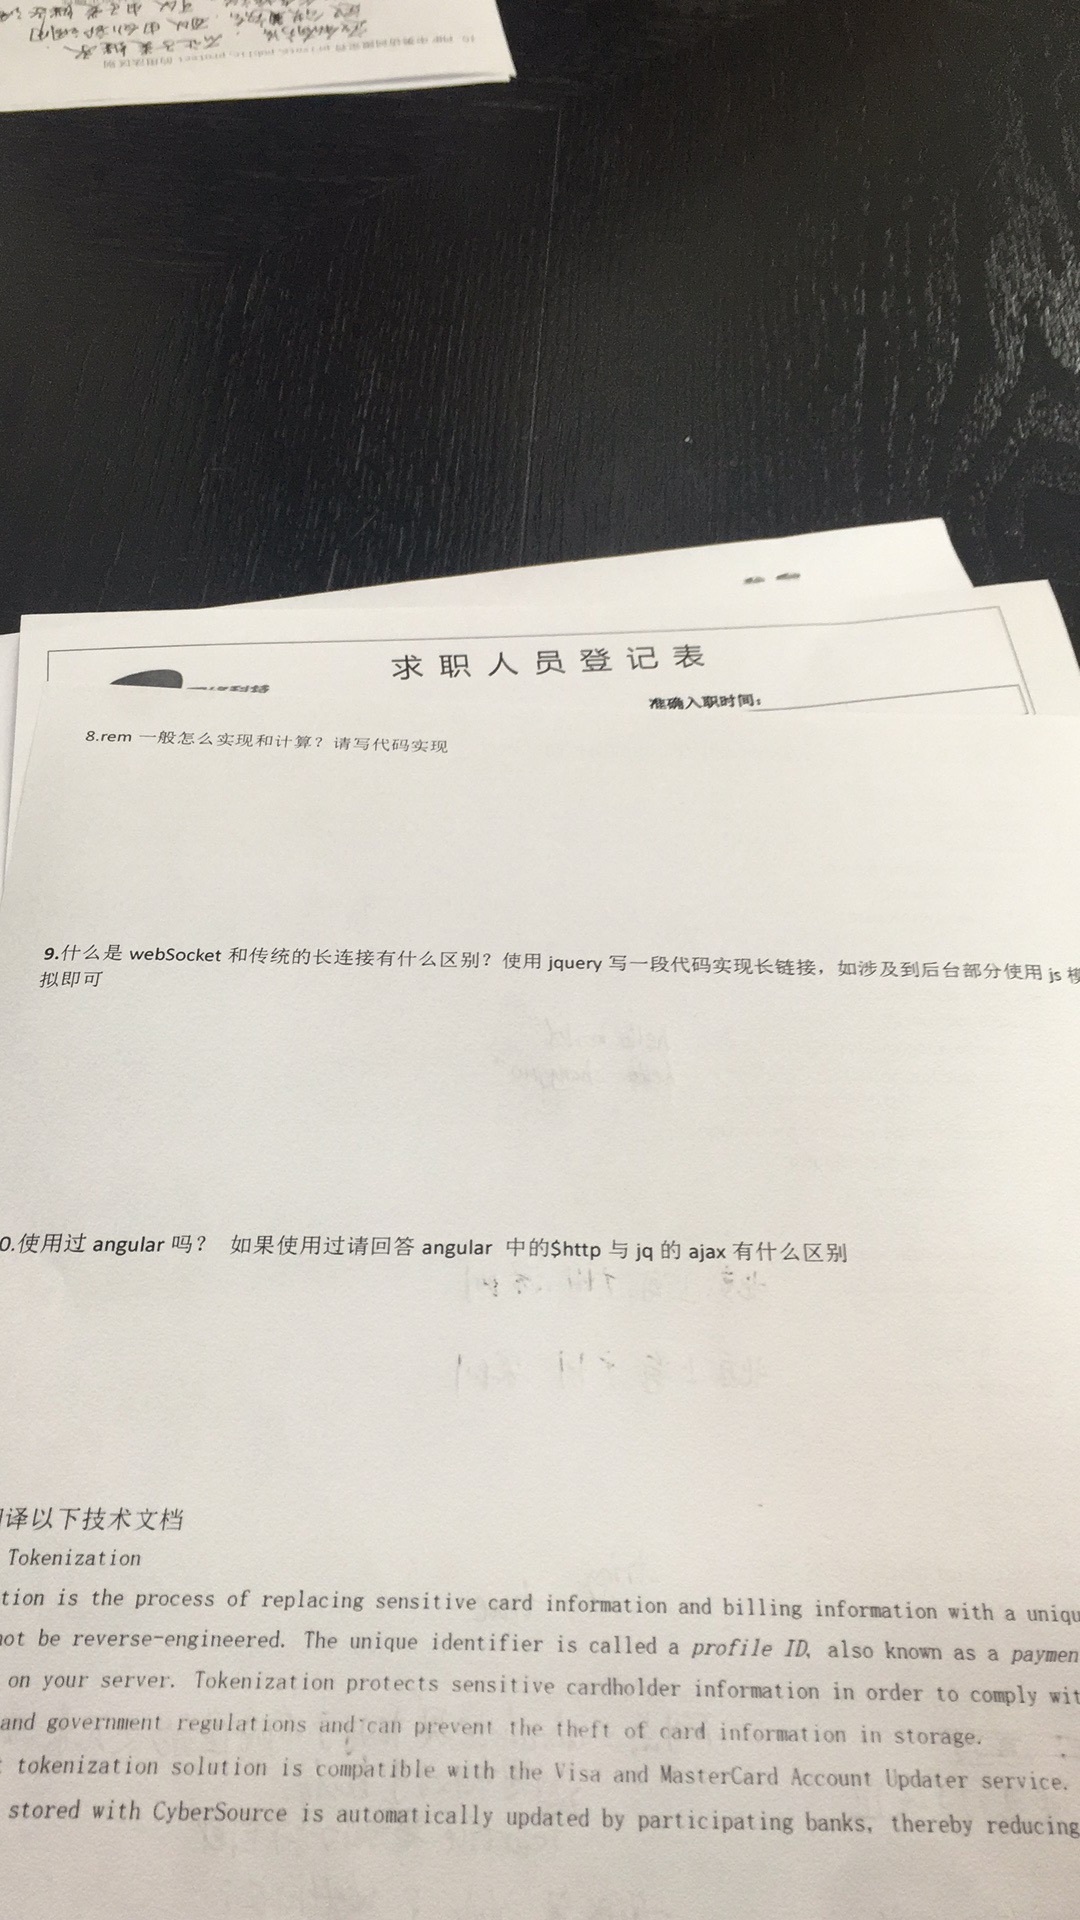 求职人员登记表
准确入职时间：
8.rem 一般怎么实现和计算？请写代码实现
9.什么是 webSocket 和传统的长连接有什么区别？使用 jquery 写一段代码实现长链接，如涉及到后台部分使用 js 模
拟即可
0.使用过 angular 吗？ 如果使用过请回答 angular 中的$http 与 jq 的 ajax 有什么区别
译以下技术文档
Tokenization
tion is the process of replacing sensitive card information and billing information with a uniqu
not be reverse-engineered. The unique identifier is called a profile ID, also known as a paymen
on your server. Tokenization protects sensitive cardholder information in order to comply wit
and government regulations and can prevent the theft of card information in storage.
tokenization solution is compatible with the Visa and MasterCard Account Updater service.
stored with CyberSource is automatically updated by participating banks, thereby reducing